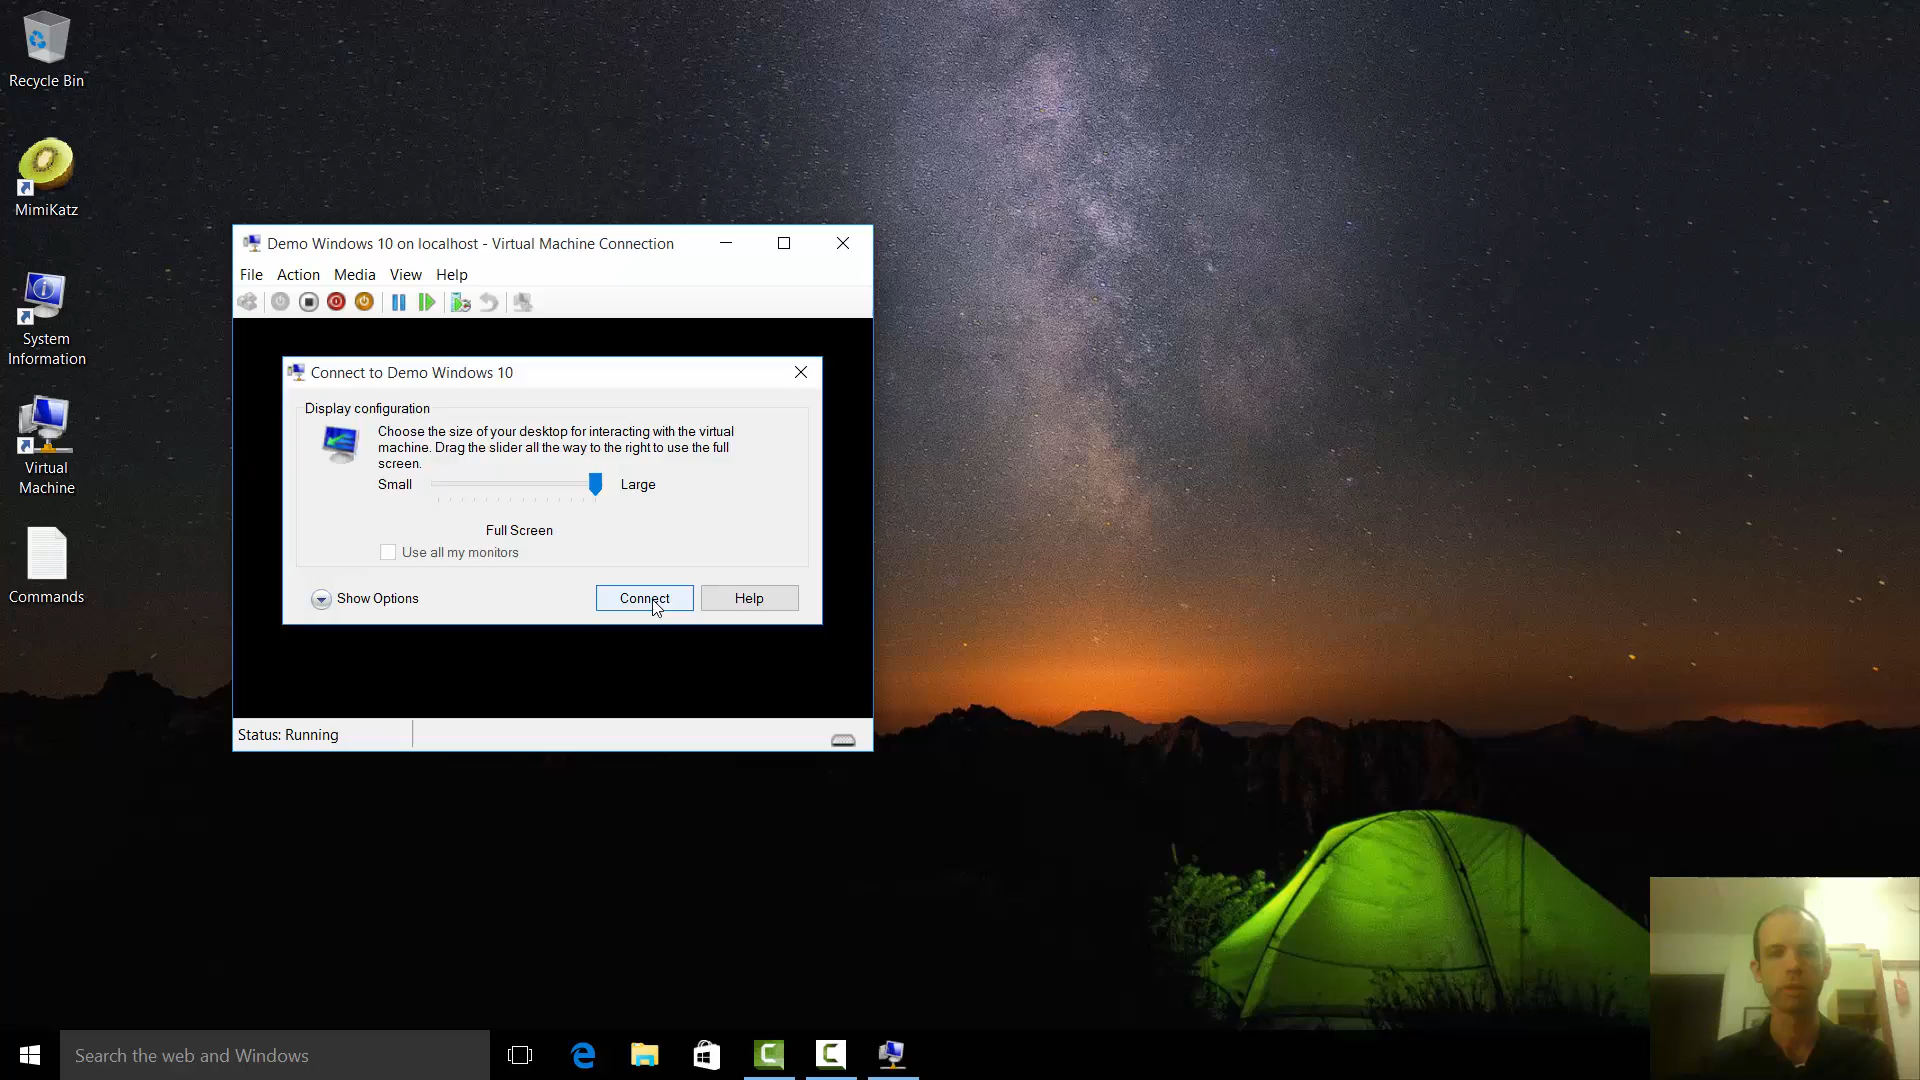 Recycle Bin
MimiKatz
System
Information
Virtual
Machine
Commands
Demo Windows 10 on localhost - Virtual Machine Connection
File Action Media View Help
Connect to Demo Windows 10
Display configuration
Choose the size of your desktop for interacting with the virtual
machine. Drag the slider all the way to the right to use the full
screen.
Small Large
Full Screen
Use all my monitors
Show Options Connect Help
Status: Running
Search the web and Windows